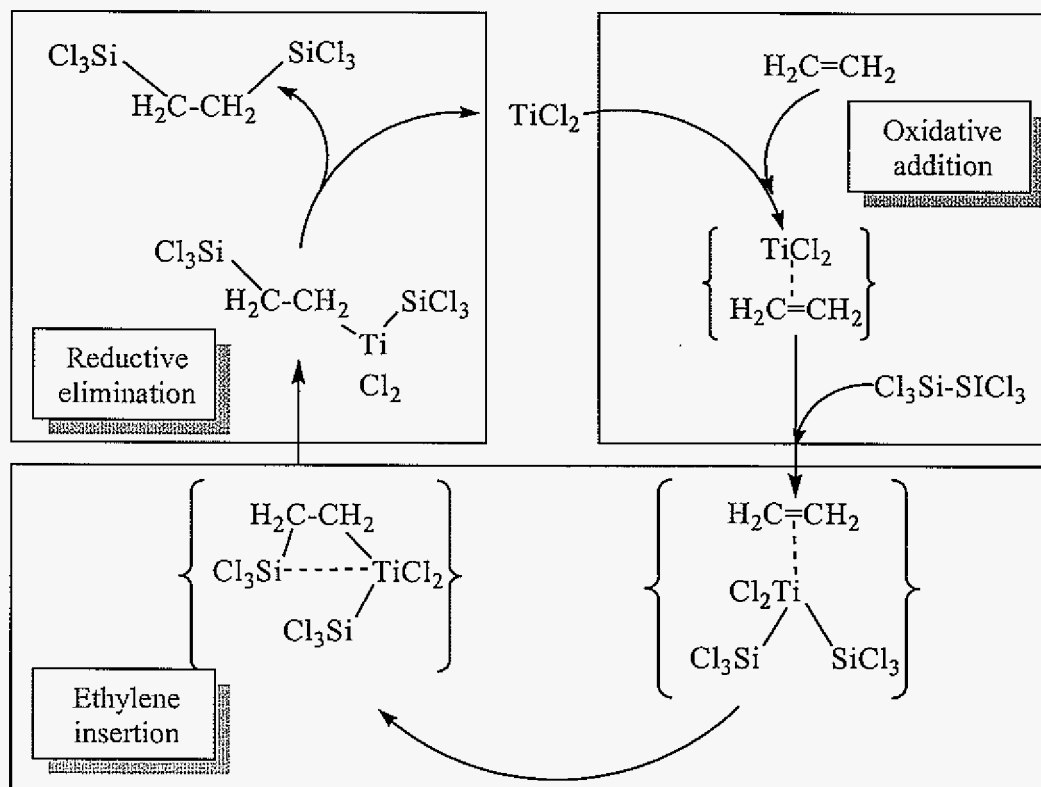 Cl₃Si
SiCl₃
H₂C-CH₂
Cl₃Si
H₂C-CH₂
SiCl₃
Ti
Cl₂
Reductive
elimination
TiCl₂
H₂C=CH₂
Oxidative
addition
TiCl₂
H₂C=CH₂
Cl₃Si-SICl₃
H₂C-CH₂
Cl₃Si
TiCl₂
Cl₃Si
Ethylene
insertion
H₂C=CH₂
Cl₂Ti
Cl₃Si
SiCl₃